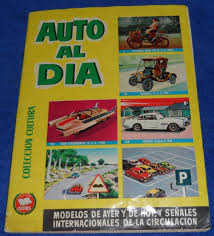 AUTO
AL
DIA
COLECCION CULTURA
MODELOS DE AYER Y DE HOY Y SEÑALES
INTERNACIONALES DE LA CIRCULACION
P